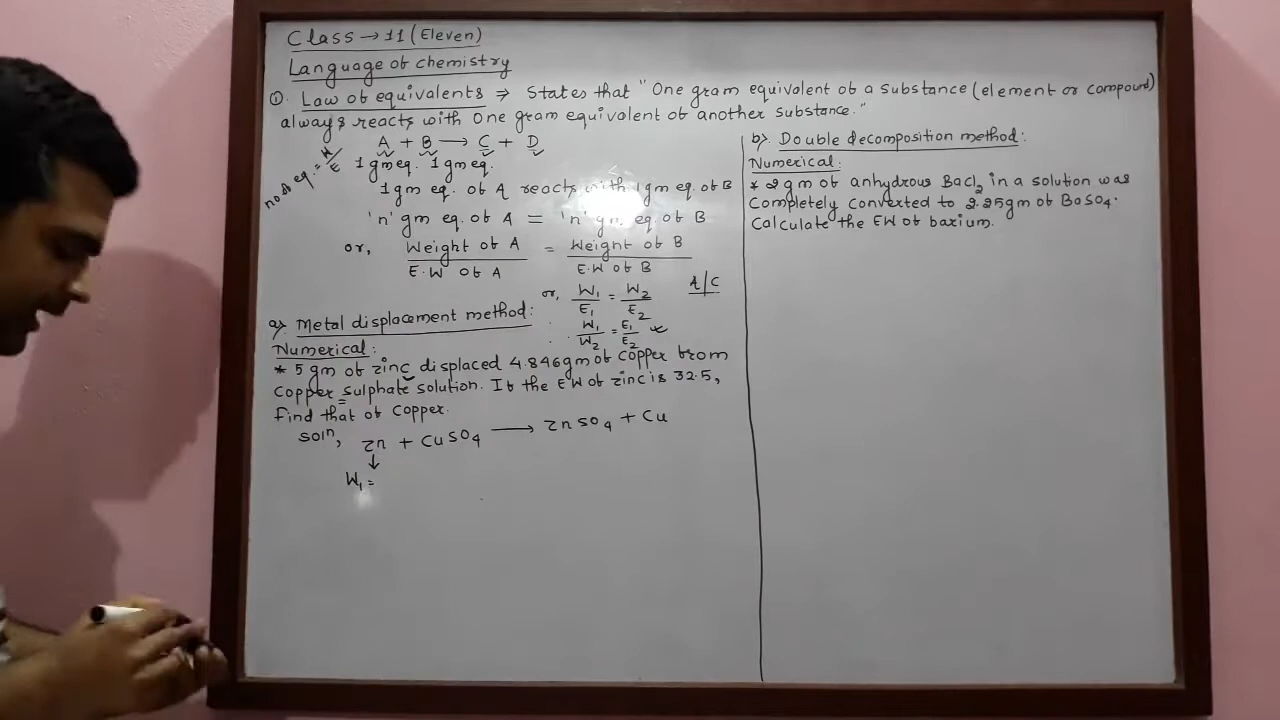 Class → 11 (Eleven)
Language of chemistry
① Law of equivalents ⇒ States that "One gram equivalent of a substance (element or compound)
always reacts with One gram equivalent of another substance."
no. of eq. = W/E
A + B → C + D
1 gm eq. 1 gm eq.
1 gm eq. of A reacts with 1 gm eq. of B
'n' gm eq. of A = 'n' gm eq. of B
or, Weight of A / E.W of A = Weight of B / E.W of B
or, W₁/E₁ = W₂/E₂ A/C
∴ W₁/W₂ = E₁/E₂
a) Metal displacement method:
Numerical:
* 5 gm of zinc displaced 4.846 gm of copper from
Copper sulphate solution. If the EW of zinc is 32.5,
find that of Copper.
Solⁿ, Zn + CuSO₄ → ZnSO₄ + Cu
↓
W₁ =
b) Double decomposition method:
Numerical:
* 2 gm of anhydrous BaCl₂ in a solution was
Completely converted to 2.25 gm of BaSO₄.
Calculate the EW of barium.